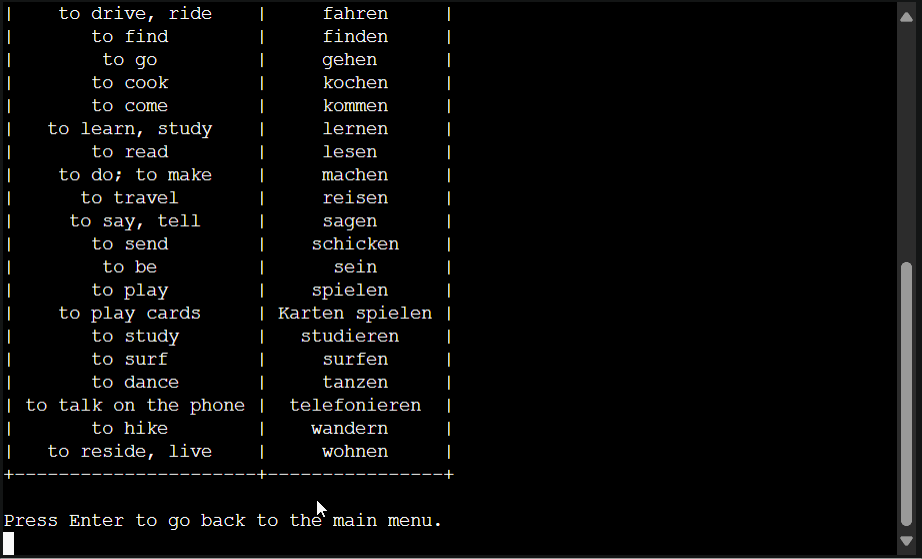 | to drive, ride | fahren |
| to find | finden |
| to go | gehen |
| to cook | kochen |
| to come | kommen |
| to learn, study | lernen |
| to read | lesen |
| to do; to make | machen |
| to travel | reisen |
| to say, tell | sagen |
| to send | schicken |
| to be | sein |
| to play | spielen |
| to play cards | Karten spielen |
| to study | studieren |
| to surf | surfen |
| to dance | tanzen |
| to talk on the phone | telefonieren |
| to hike | wandern |
| to reside, live | wohnen |
+----------------------+----------------+
Press Enter to go back to the main menu.